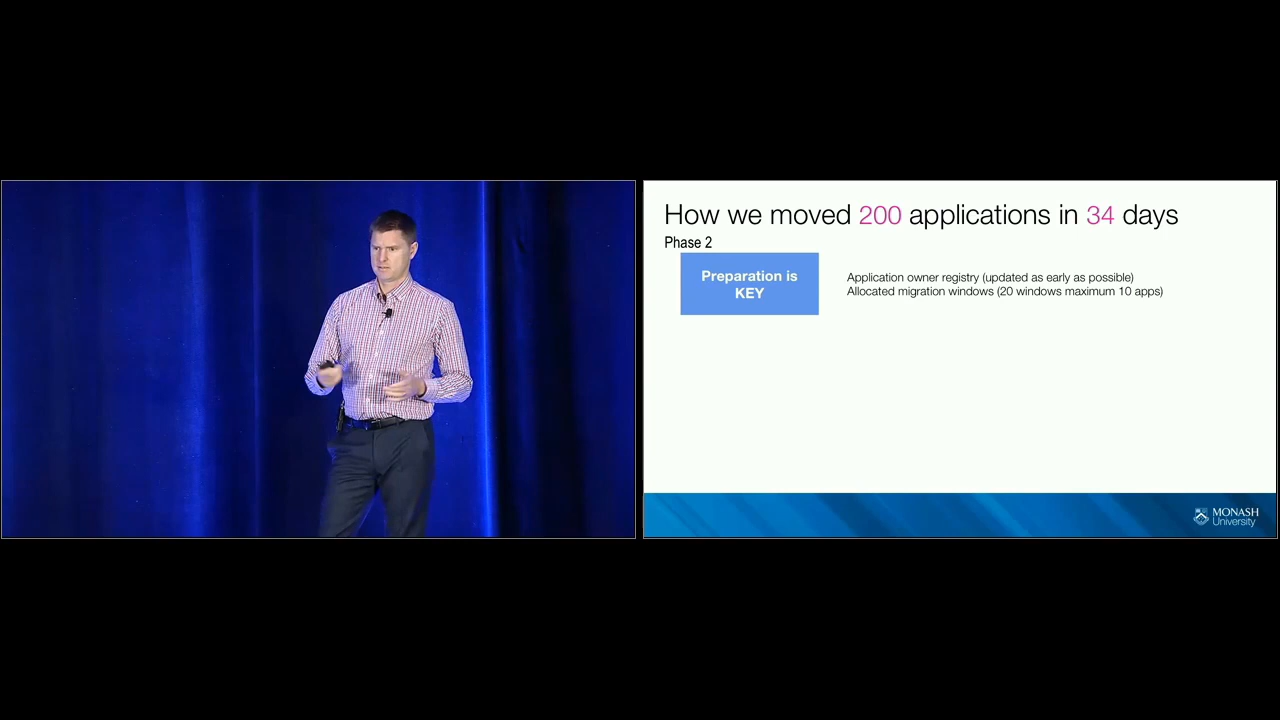 How we moved 200 applications in 34 days
Phase 2
Preparation is
KEY
Application owner registry (updated as early as possible)
Allocated migration windows (20 windows maximum 10 apps)
MONASH
University